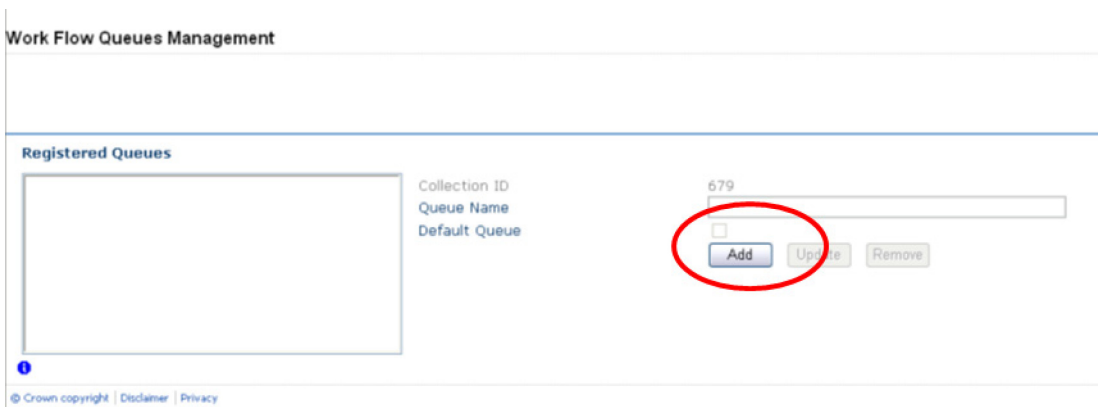 Work Flow Queues Management
Registered Queues
Collection ID 679
Queue Name
Default Queue
Add Update Remove
© Crown copyright | Disclaimer | Privacy